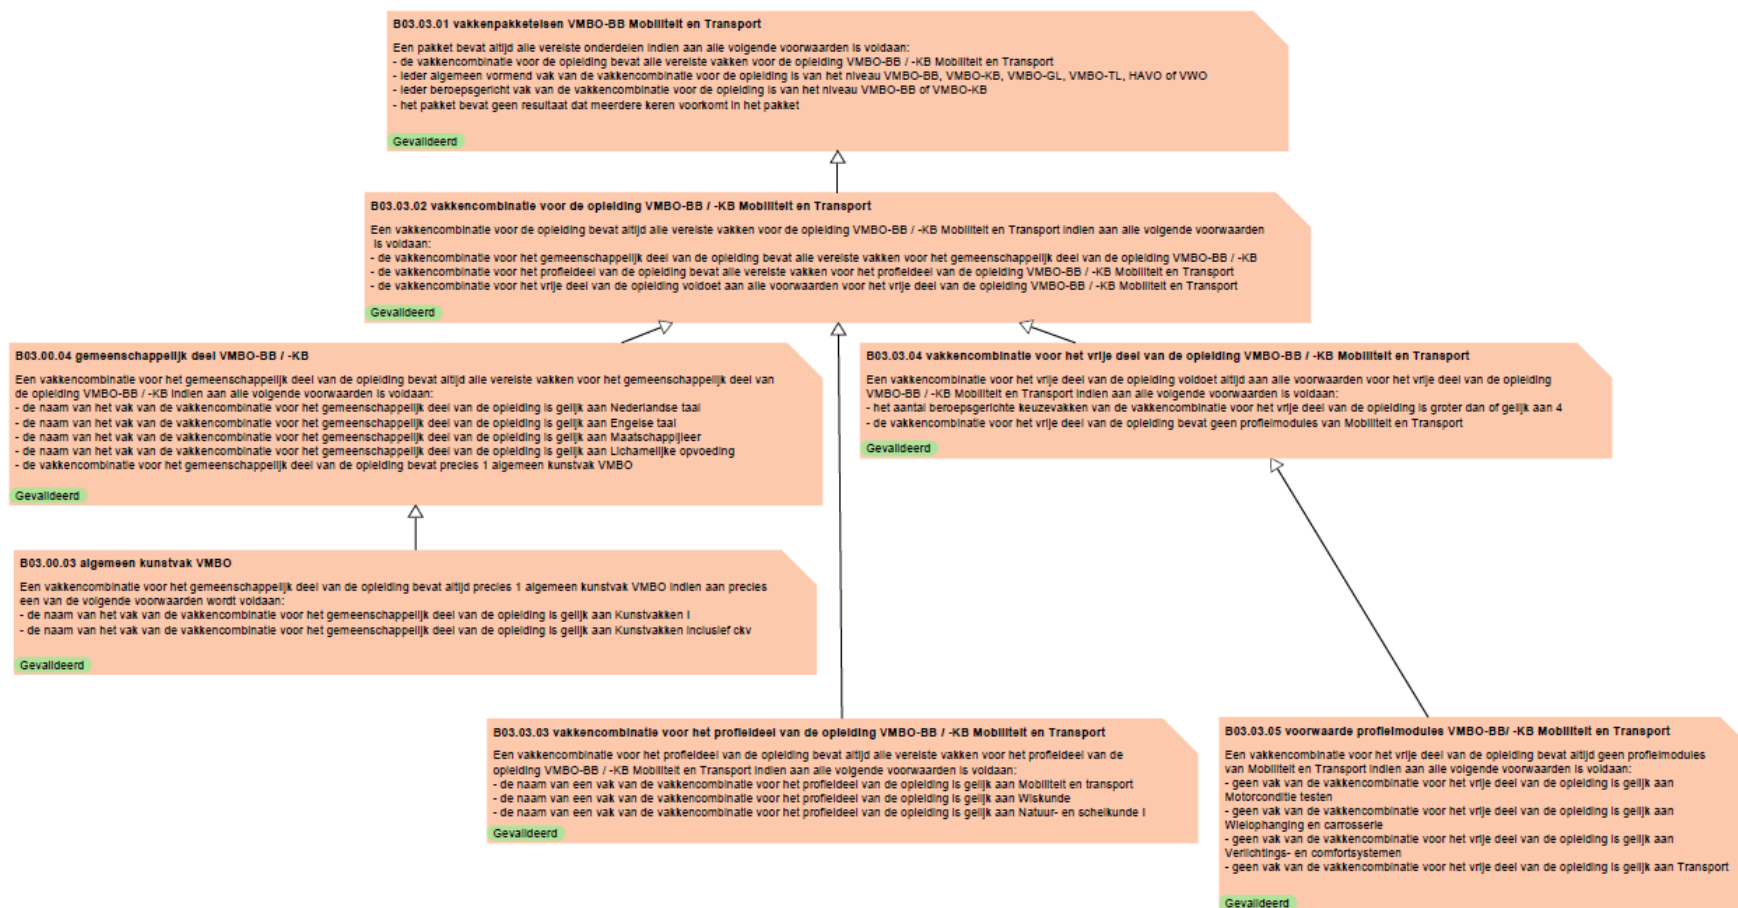 B03.03.01 vakkenpakketeisen VMBO-BB Mobiliteit en Transport
Een pakket bevat altijd alle vereiste onderdelen indien aan alle volgende voorwaarden is voldaan:
- de vakkencombinatie voor de opleiding bevat alle vereiste vakken voor de opleiding VMBO-BB / -KB Mobiliteit en Transport
- ieder algemeen vormend vak van de vakkencombinatie voor de opleiding is van het niveau VMBO-BB, VMBO-KB, VMBO-GL, VMBO-TL, HAVO of VWO
- ieder beroepsgericht vak van de vakkencombinatie voor de opleiding is van het niveau VMBO-BB of VMBO-KB
- het pakket bevat geen resultaat dat meerdere keren voorkomt in het pakket
Gevalideerd
B03.03.02 vakkencombinatie voor de opleiding VMBO-BB / -KB Mobiliteit en Transport
Een vakkencombinatie voor de opleiding bevat altijd alle vereiste vakken voor de opleiding VMBO-BB / -KB Mobiliteit en Transport indien aan alle volgende voorwaarden
is voldaan:
- de vakkencombinatie voor het gemeenschappelijk deel van de opleiding bevat alle vereiste vakken voor het gemeenschappelijk deel van de opleiding VMBO-BB / -KB
- de vakkencombinatie voor het profieldeel van de opleiding bevat alle vereiste vakken voor het profieldeel van de opleiding VMBO-BB / -KB Mobiliteit en Transport
- de vakkencombinatie voor het vrije deel van de opleiding voldoet aan alle voorwaarden voor het vrije deel van de opleiding VMBO-BB / -KB Mobiliteit en Transport
Gevalideerd
B03.00.04 gemeenschappelijk deel VMBO-BB / -KB
Een vakkencombinatie voor het gemeenschappelijk deel van de opleiding bevat altijd alle vereiste vakken voor het gemeenschappelijk deel van
de opleiding VMBO-BB / -KB indien aan alle volgende voorwaarden is voldaan:
- de naam van het vak van de vakkencombinatie voor het gemeenschappelijk deel van de opleiding is gelijk aan Nederlandse taal
- de naam van het vak van de vakkencombinatie voor het gemeenschappelijk deel van de opleiding is gelijk aan Engelse taal
- de naam van het vak van de vakkencombinatie voor het gemeenschappelijk deel van de opleiding is gelijk aan Maatschappijleer
- de naam van het vak van de vakkencombinatie voor het gemeenschappelijk deel van de opleiding is gelijk aan Lichamelijke opvoeding
- de vakkencombinatie voor het gemeenschappelijk deel van de opleiding bevat precies 1 algemeen kunstvak VMBO
Gevalideerd
B03.03.04 vakkencombinatie voor het vrije deel van de opleiding VMBO-BB / -KB Mobiliteit en Transport
Een vakkencombinatie voor het vrije deel van de opleiding voldoet altijd aan alle voorwaarden voor het vrije deel van de opleiding
VMBO-BB / -KB Mobiliteit en Transport indien aan alle volgende voorwaarden is voldaan:
- het aantal beroepsgerichte keuzevakken van de vakkencombinatie voor het vrije deel van de opleiding is groter dan of gelijk aan 4
- de vakkencombinatie voor het vrije deel van de opleiding bevat geen profielmodules van Mobiliteit en Transport
Gevalideerd
B03.00.03 algemeen kunstvak VMBO
Een vakkencombinatie voor het gemeenschappelijk deel van de opleiding bevat altijd precies 1 algemeen kunstvak VMBO indien aan precies
een van de volgende voorwaarden wordt voldaan:
- de naam van het vak van de vakkencombinatie voor het gemeenschappelijk deel van de opleiding is gelijk aan Kunstvakken I
- de naam van het vak van de vakkencombinatie voor het gemeenschappelijk deel van de opleiding is gelijk aan Kunstvakken inclusief ckv
Gevalideerd
B03.03.03 vakkencombinatie voor het profieldeel van de opleiding VMBO-BB / -KB Mobiliteit en Transport
Een vakkencombinatie voor het profieldeel van de opleiding bevat altijd alle vereiste vakken voor het profieldeel van de
opleiding VMBO-BB / -KB Mobiliteit en Transport indien aan alle volgende voorwaarden is voldaan:
- de naam van een vak van de vakkencombinatie voor het profieldeel van de opleiding is gelijk aan Mobiliteit en transport
- de naam van een vak van de vakkencombinatie voor het profieldeel van de opleiding is gelijk aan Wiskunde
- de naam van een vak van de vakkencombinatie voor het profieldeel van de opleiding is gelijk aan Natuur- en scheikunde I
Gevalideerd
B03.03.05 voorwaarde profielmodules VMBO-BB/ -KB Mobiliteit en Transport
Een vakkencombinatie voor het vrije deel van de opleiding bevat altijd geen profielmodules
van Mobiliteit en Transport indien aan alle volgende voorwaarden is voldaan:
- geen vak van de vakkencombinatie voor het vrije deel van de opleiding is gelijk aan
Motorconditie testen
- geen vak van de vakkencombinatie voor het vrije deel van de opleiding is gelijk aan
Wielophanging en carrosserie
- geen vak van de vakkencombinatie voor het vrije deel van de opleiding is gelijk aan
Verlichtings- en comfortsystemen
- geen vak van de vakkencombinatie voor het vrije deel van de opleiding is gelijk aan Transport
Gevalideerd